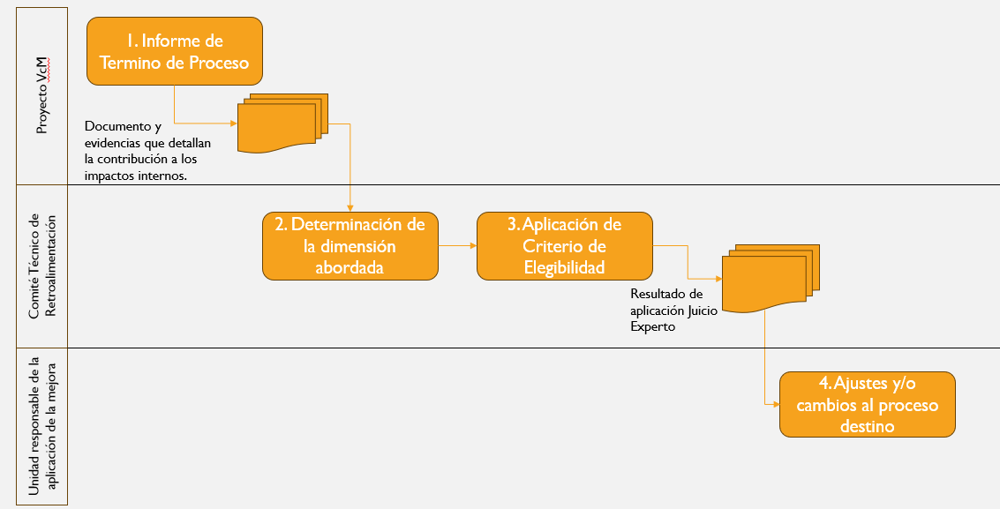 Proyecto VcM
1. Informe de
Termino de Proceso
Documento y
evidencias que detallan
la contribución a los
impactos internos.
Comité Técnico de
Retroalimentación
2. Determinación de
la dimensión
abordada
3. Aplicación de
Criterio de
Elegibilidad
Resultado de
aplicación Juicio
Experto
Unidad responsable de la
aplicación de la mejora
4. Ajustes y/o
cambios al proceso
destino